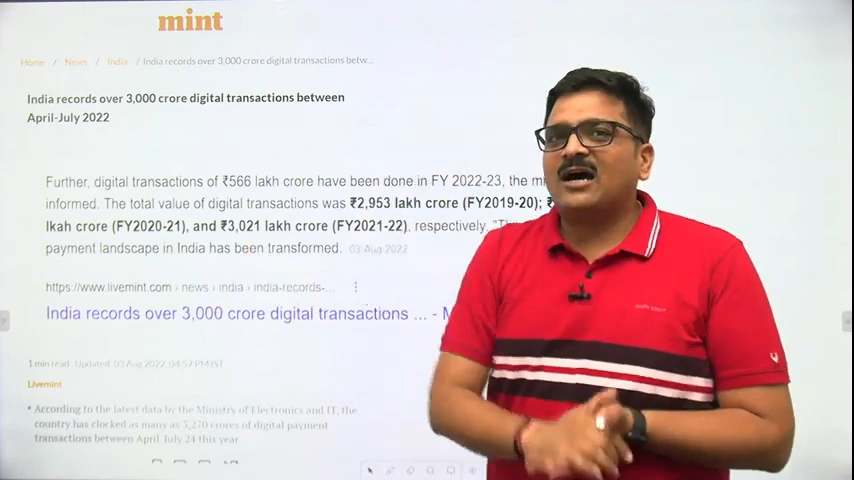 mint
Home / News / India / India records over 3,000 crore digital transactions betw...
India records over 3,000 crore digital transactions between
April-July 2022
Further, digital transactions of ₹566 lakh crore have been done in FY 2022-23, the
informed. The total value of digital transactions was ₹2,953 lakh crore (FY2019-20);
lkah crore (FY2020-21), and ₹3,021 lakh crore (FY2021-22), respectively,
payment landscape in India has been transformed. 03 Aug 2022
https://www.livemint.com › news › india › india-records-...
India records over 3,000 crore digital transactions ... -
1 min read · Updated: 03 Aug 2022, 04:57 PM IST
Livemint
• According to the latest data by the Ministry of Electronics and IT, the
country has clocked as many as 3,270 crores of digital payment
transactions between April-July 24 this year